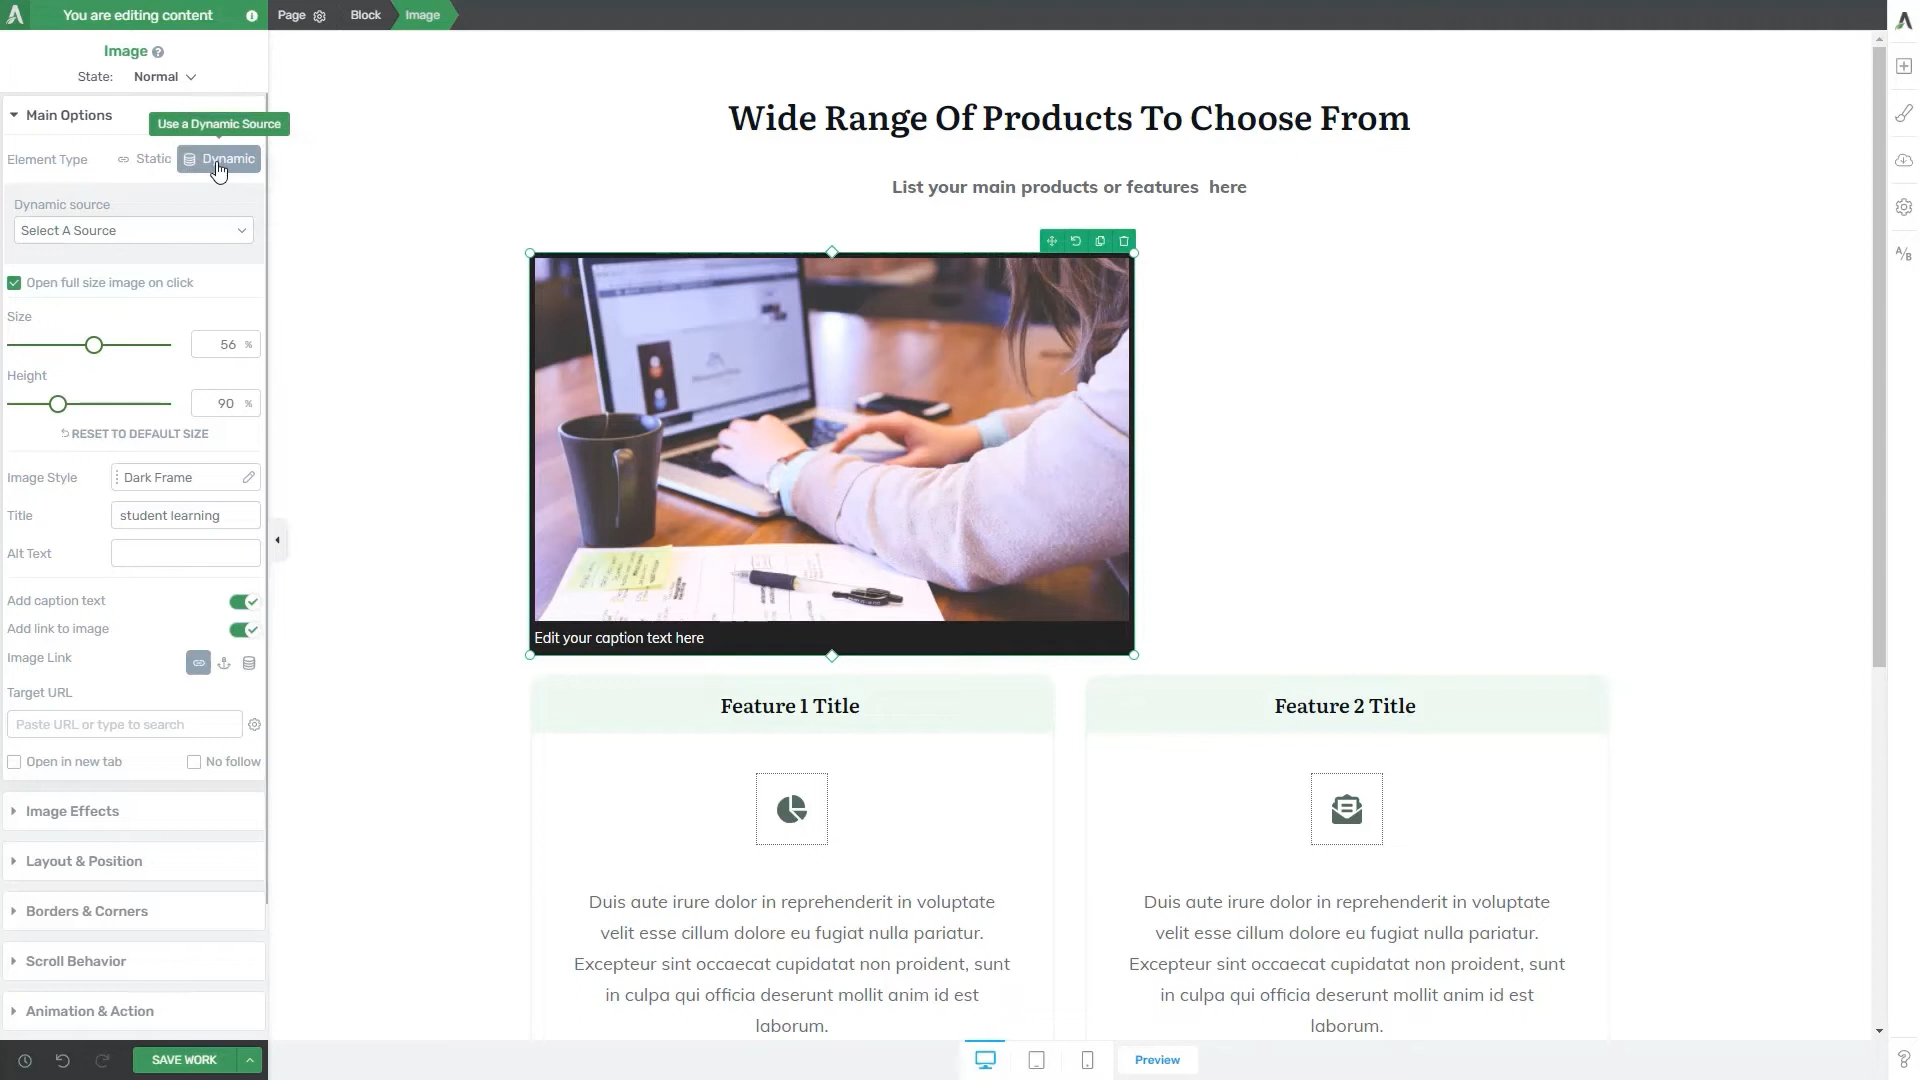 You are editing content
Page
Block
Image
Image
State: Normal
Main Options
Use a Dynamic Source
Element Type
Static
Dynamic
Dynamic source
Select A Source
Open full size image on click
Size
56 %
Height
90 %
RESET TO DEFAULT SIZE
Image Style
Dark Frame
Title
student learning
Alt Text
Add caption text
Add link to image
Image Link
Target URL
Paste URL or type to search
Open in new tab
No follow
Image Effects
Layout & Position
Borders & Corners
Scroll Behavior
Animation & Action
SAVE WORK
Wide Range Of Products To Choose From
List your main products or features here
Edit your caption text here
Feature 1 Title
Duis aute irure dolor in reprehenderit in voluptate
velit esse cillum dolore eu fugiat nulla pariatur.
Excepteur sint occaecat cupidatat non proident, sunt
in culpa qui officia deserunt mollit anim id est
laborum.
Feature 2 Title
Duis aute irure dolor in reprehenderit in voluptate
velit esse cillum dolore eu fugiat nulla pariatur.
Excepteur sint occaecat cupidatat non proident, sunt
in culpa qui officia deserunt mollit anim id est
laborum.
Preview
A/B